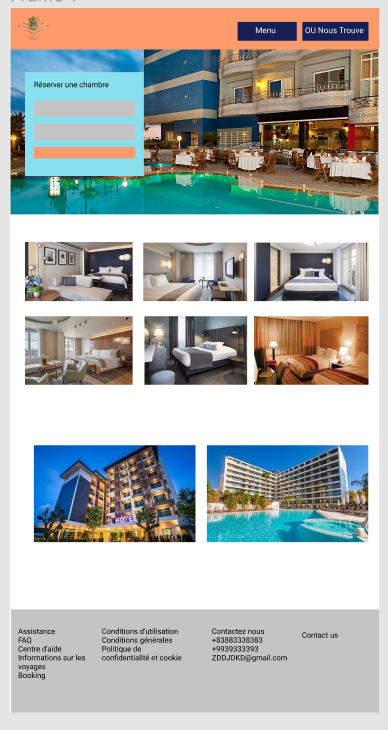 Menu
OU Nous Trouve
Réserver une chambre
HOTEL
Assistance
FAQ
Centre d'aide
Informations sur les
voyages
Booking
Conditions d'utilisation
Conditions générales
Politique de
confidentialité et cookie
Contactez nous
+83883338383
+9939333393
ZDDJDKD@gmail.com
Contact us